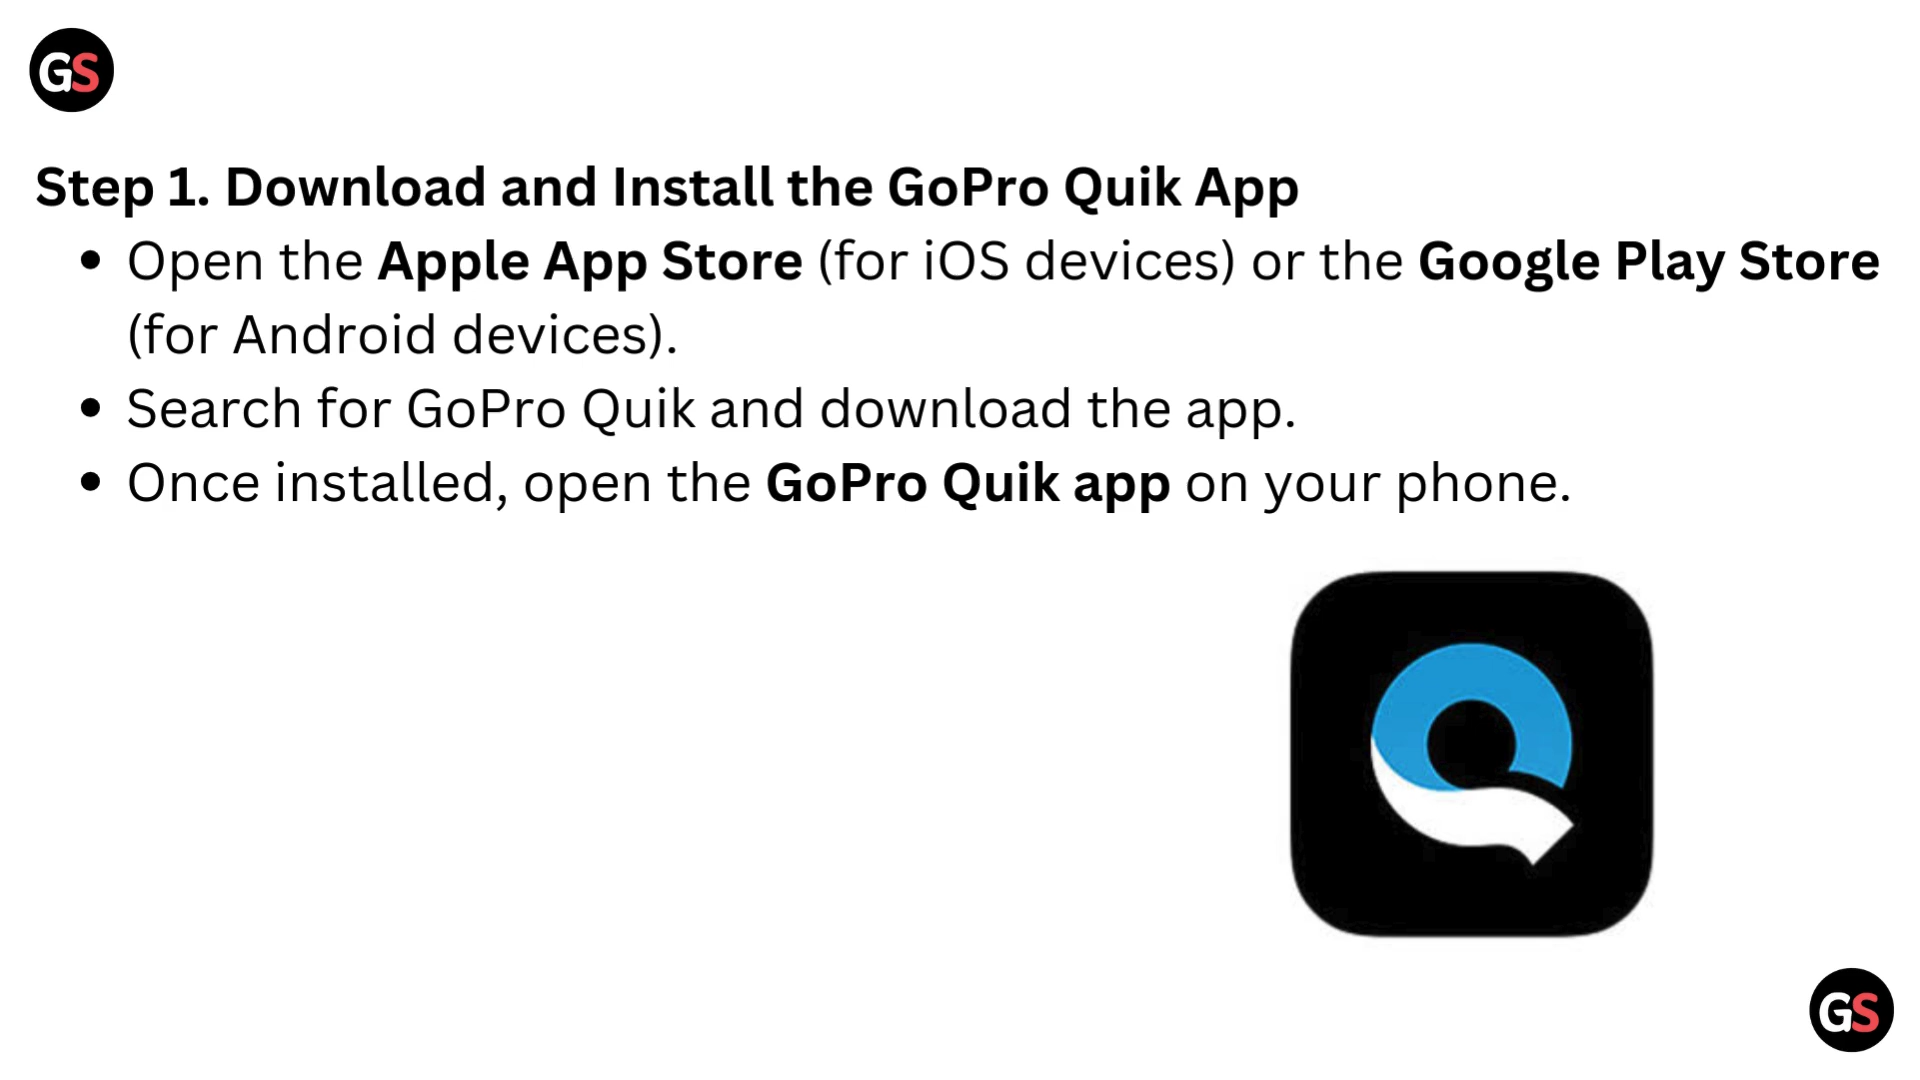 GS
Step 1. Download and Install the GoPro Quik App
• Open the Apple App Store (for iOS devices) or the Google Play Store
(for Android devices).
• Search for GoPro Quik and download the app.
• Once installed, open the GoPro Quik app on your phone.
GS